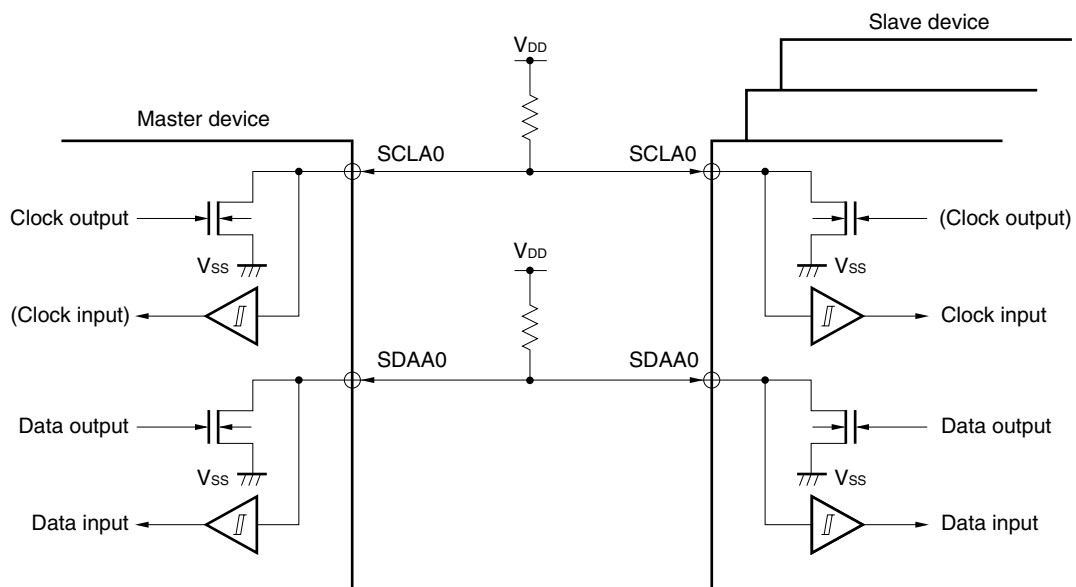 Slave device
VDD
Master device
SCLA0
SCLA0
Clock output
(Clock output)
VSS
VDD
VSS
(Clock input)
Clock input
SDAA0
SDAA0
Data output
Data output
VSS
VSS
Data input
Data input